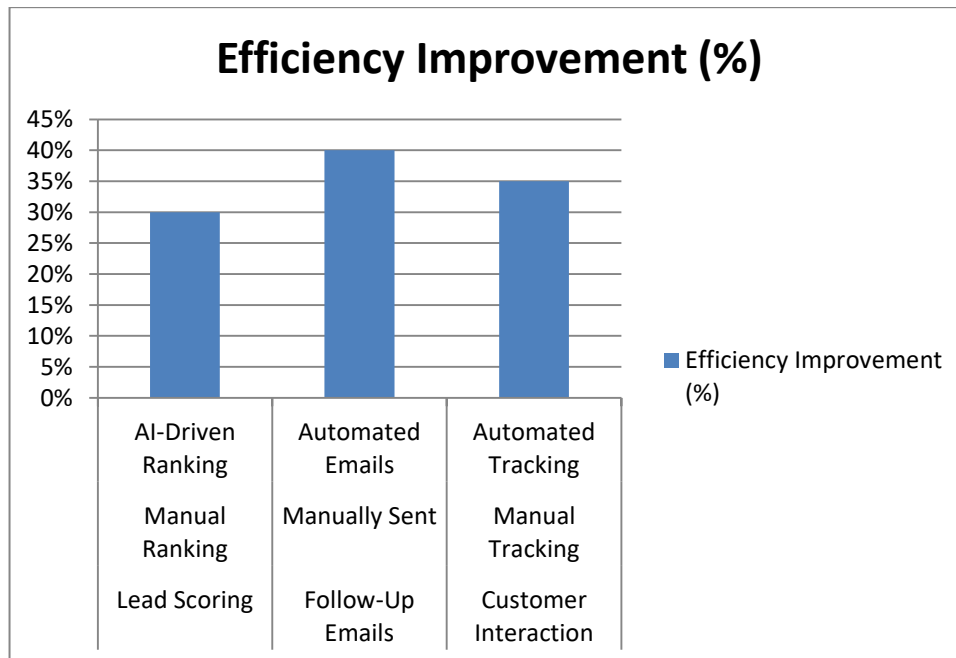 Efficiency Improvement (%)
45%
40%
35%
30%
25%
20%
15%
10%
5%
0%
Efficiency Improvement
(%)
AI-Driven
Ranking
Automated
Emails
Automated
Tracking
Manual
Ranking
Manually Sent
Manual
Tracking
Lead Scoring
Follow-Up
Emails
Customer
Interaction